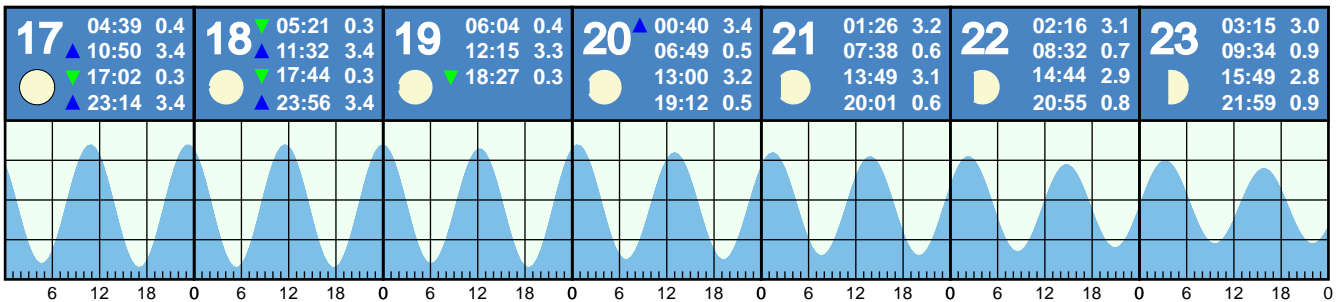 17
04:39 0.4
▲ 10:50 3.4
▼ 17:02 0.3
▲ 23:14 3.4
18
▼ 05:21 0.3
▲ 11:32 3.4
▼ 17:44 0.3
▲ 23:56 3.4
19
06:04 0.4
12:15 3.3
▼ 18:27 0.3
20
▲ 00:40 3.4
06:49 0.5
13:00 3.2
19:12 0.5
21
01:26 3.2
07:38 0.6
13:49 3.1
20:01 0.6
22
02:16 3.1
08:32 0.7
14:44 2.9
20:55 0.8
23
03:15 3.0
09:34 0.9
15:49 2.8
21:59 0.9
6 12 18 0 6 12 18 0 6 12 18 0 6 12 18 0 6 12 18 0 6 12 18 0 6 12 18 0